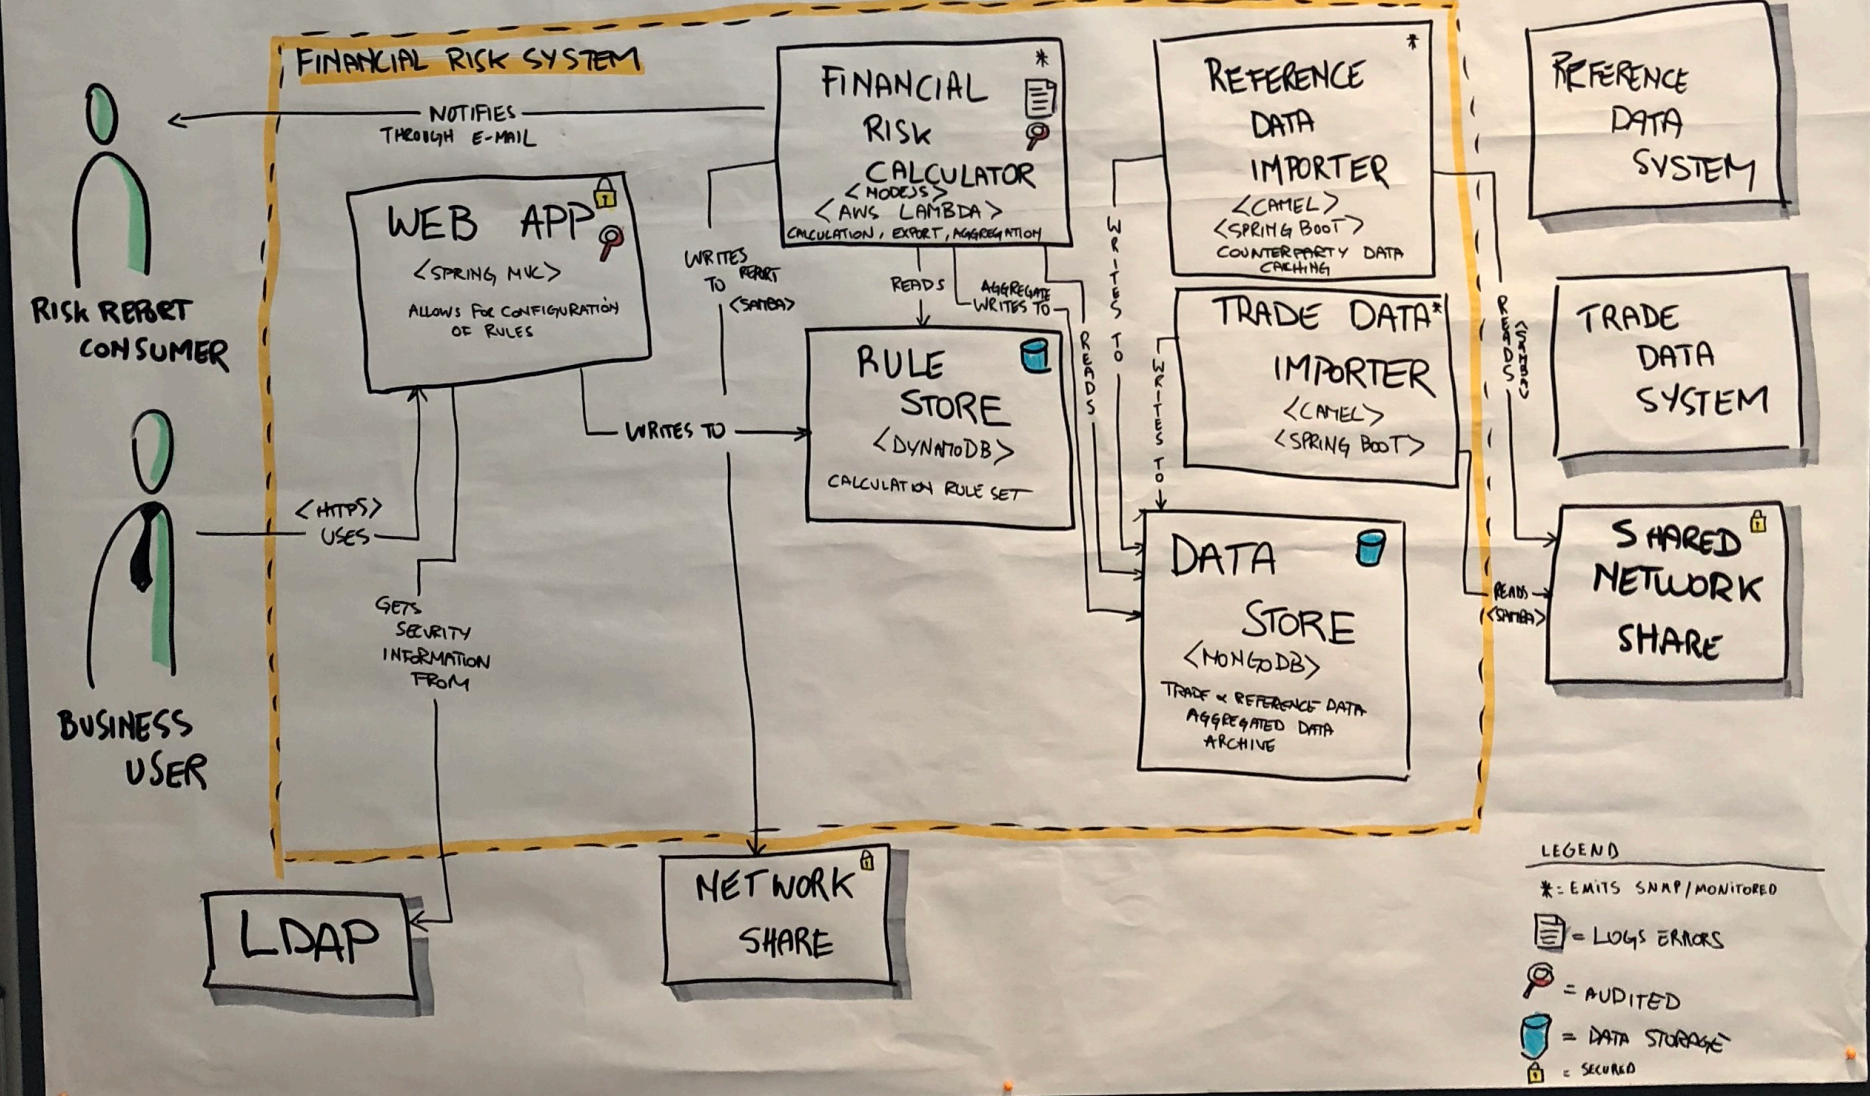 FINANCIAL RISK SYSTEM
NOTIFIES
THROUGH E-MAIL
RISK REPORT
CONSUMER
BUSINESS
USER
<HTTPS>
USES
WEB APP
<SPRING MVC>
ALLOWS FOR CONFIGURATION
OF RULES
GETS
SECURITY
INFORMATION
FROM
LDAP
WRITES TO
WRITES
TO REPORT
<SAMBA>
FINANCIAL
RISK
CALCULATOR
<NODEJS>
<AWS LAMBDA>
CALCULATION, EXPORT, AGGREGATION
*
READS
AGGREGATE
WRITES TO
READS
RULE
STORE
<DYNAMODB>
CALCULATION RULE SET
NETWORK
SHARE
REFERENCE
DATA
IMPORTER
<CAMEL>
<SPRING BOOT>
COUNTERPARTY DATA
CACHING
*
WRITES TO
TRADE DATA*
IMPORTER
<CAMEL>
<SPRING BOOT>
WRITES TO
DATA
STORE
<MONGODB>
TRADE & REFERENCE DATA
AGGREGATED DATA
ARCHIVE
READS
<SAMBA>
READS
<SAMBA>
REFERENCE
DATA
SYSTEM
TRADE
DATA
SYSTEM
SHARED
NETWORK
SHARE
LEGEND
*: EMITS SNMP/MONITORED
= LOGS ERRORS
= AUDITED
= DATA STORAGE
= SECURED